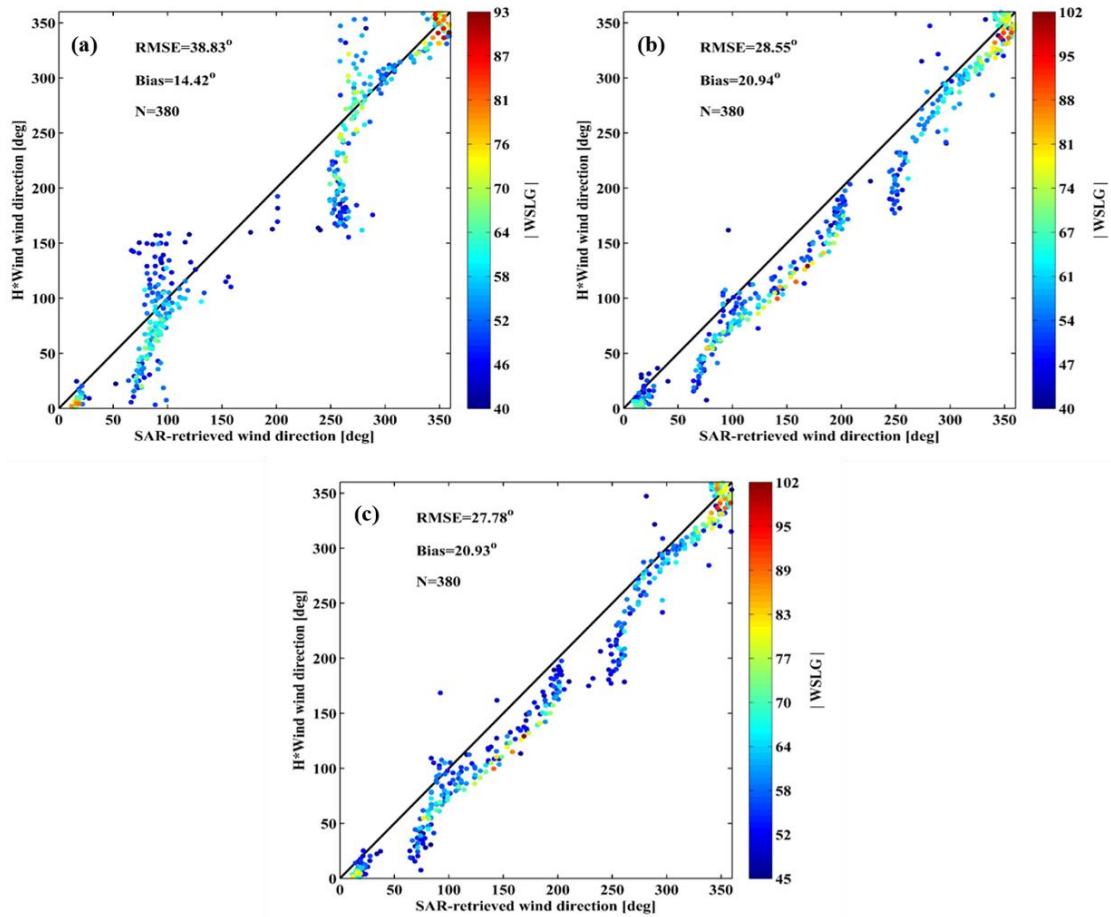 (a)
RMSE=38.83°
Bias=14.42°
N=380
350
300
250
200
150
100
50
0
0 50 100 150 200 250 300 350
H*Wind wind direction [deg]
SAR-retrieved wind direction [deg]
93
87
81
76
70
64
58
52
46
40
| WSLG |
(b)
RMSE=28.55°
Bias=20.94°
N=380
350
300
250
200
150
100
50
0
0 50 100 150 200 250 300 350
H*Wind wind direction [deg]
SAR-retrieved wind direction [deg]
102
95
88
81
74
67
61
54
47
40
| WSLG |
(c)
RMSE=27.78°
Bias=20.93°
N=380
350
300
250
200
150
100
50
0
0 50 100 150 200 250 300 350
H*Wind wind direction [deg]
SAR-retrieved wind direction [deg]
102
95
89
83
77
70
64
58
52
45
| WSLG |